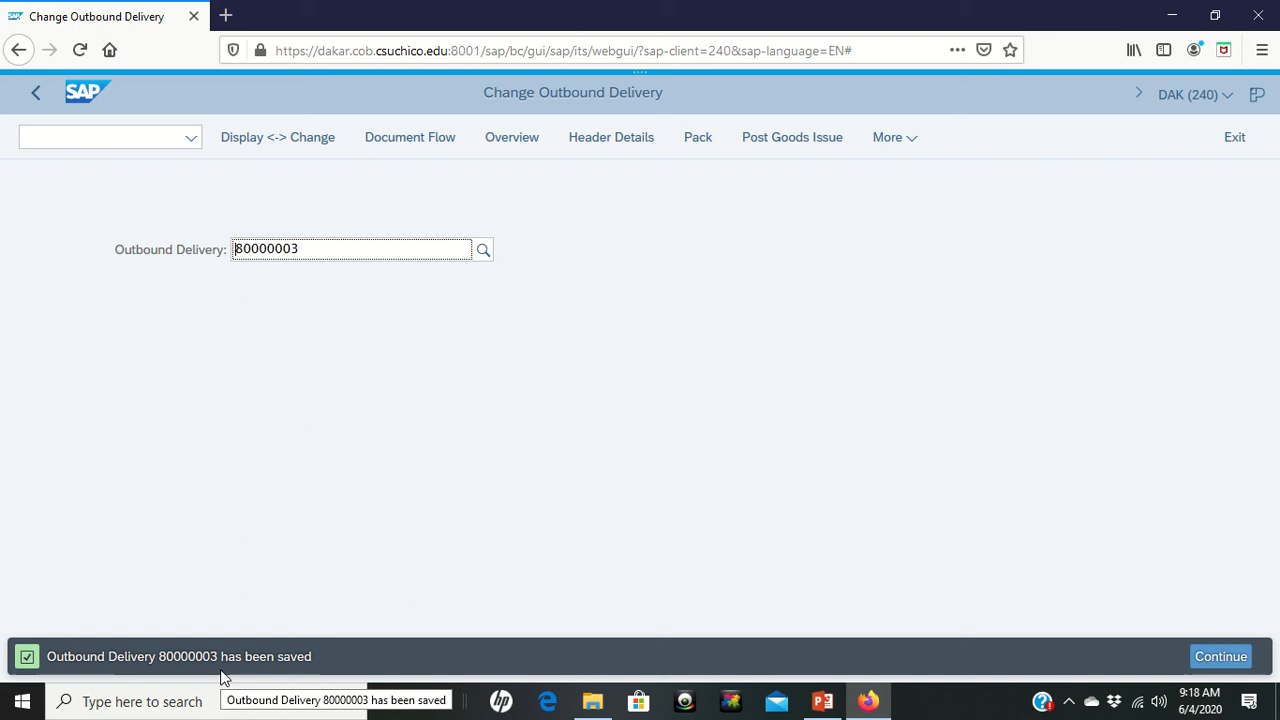 Change Outbound Delivery
https://dakar.cob.csuchico.edu:8001/sap/bc/gui/sap/its/webgui/?sap-client=240&sap-language=EN#
SAP
Change Outbound Delivery
DAK (240)
Display <-> Change
Document Flow
Overview
Header Details
Pack
Post Goods Issue
More
Exit
Outbound Delivery: 80000003
Outbound Delivery 80000003 has been saved
Continue
Type here to search
Outbound Delivery 80000003 has been saved
9:18 AM
6/4/2020